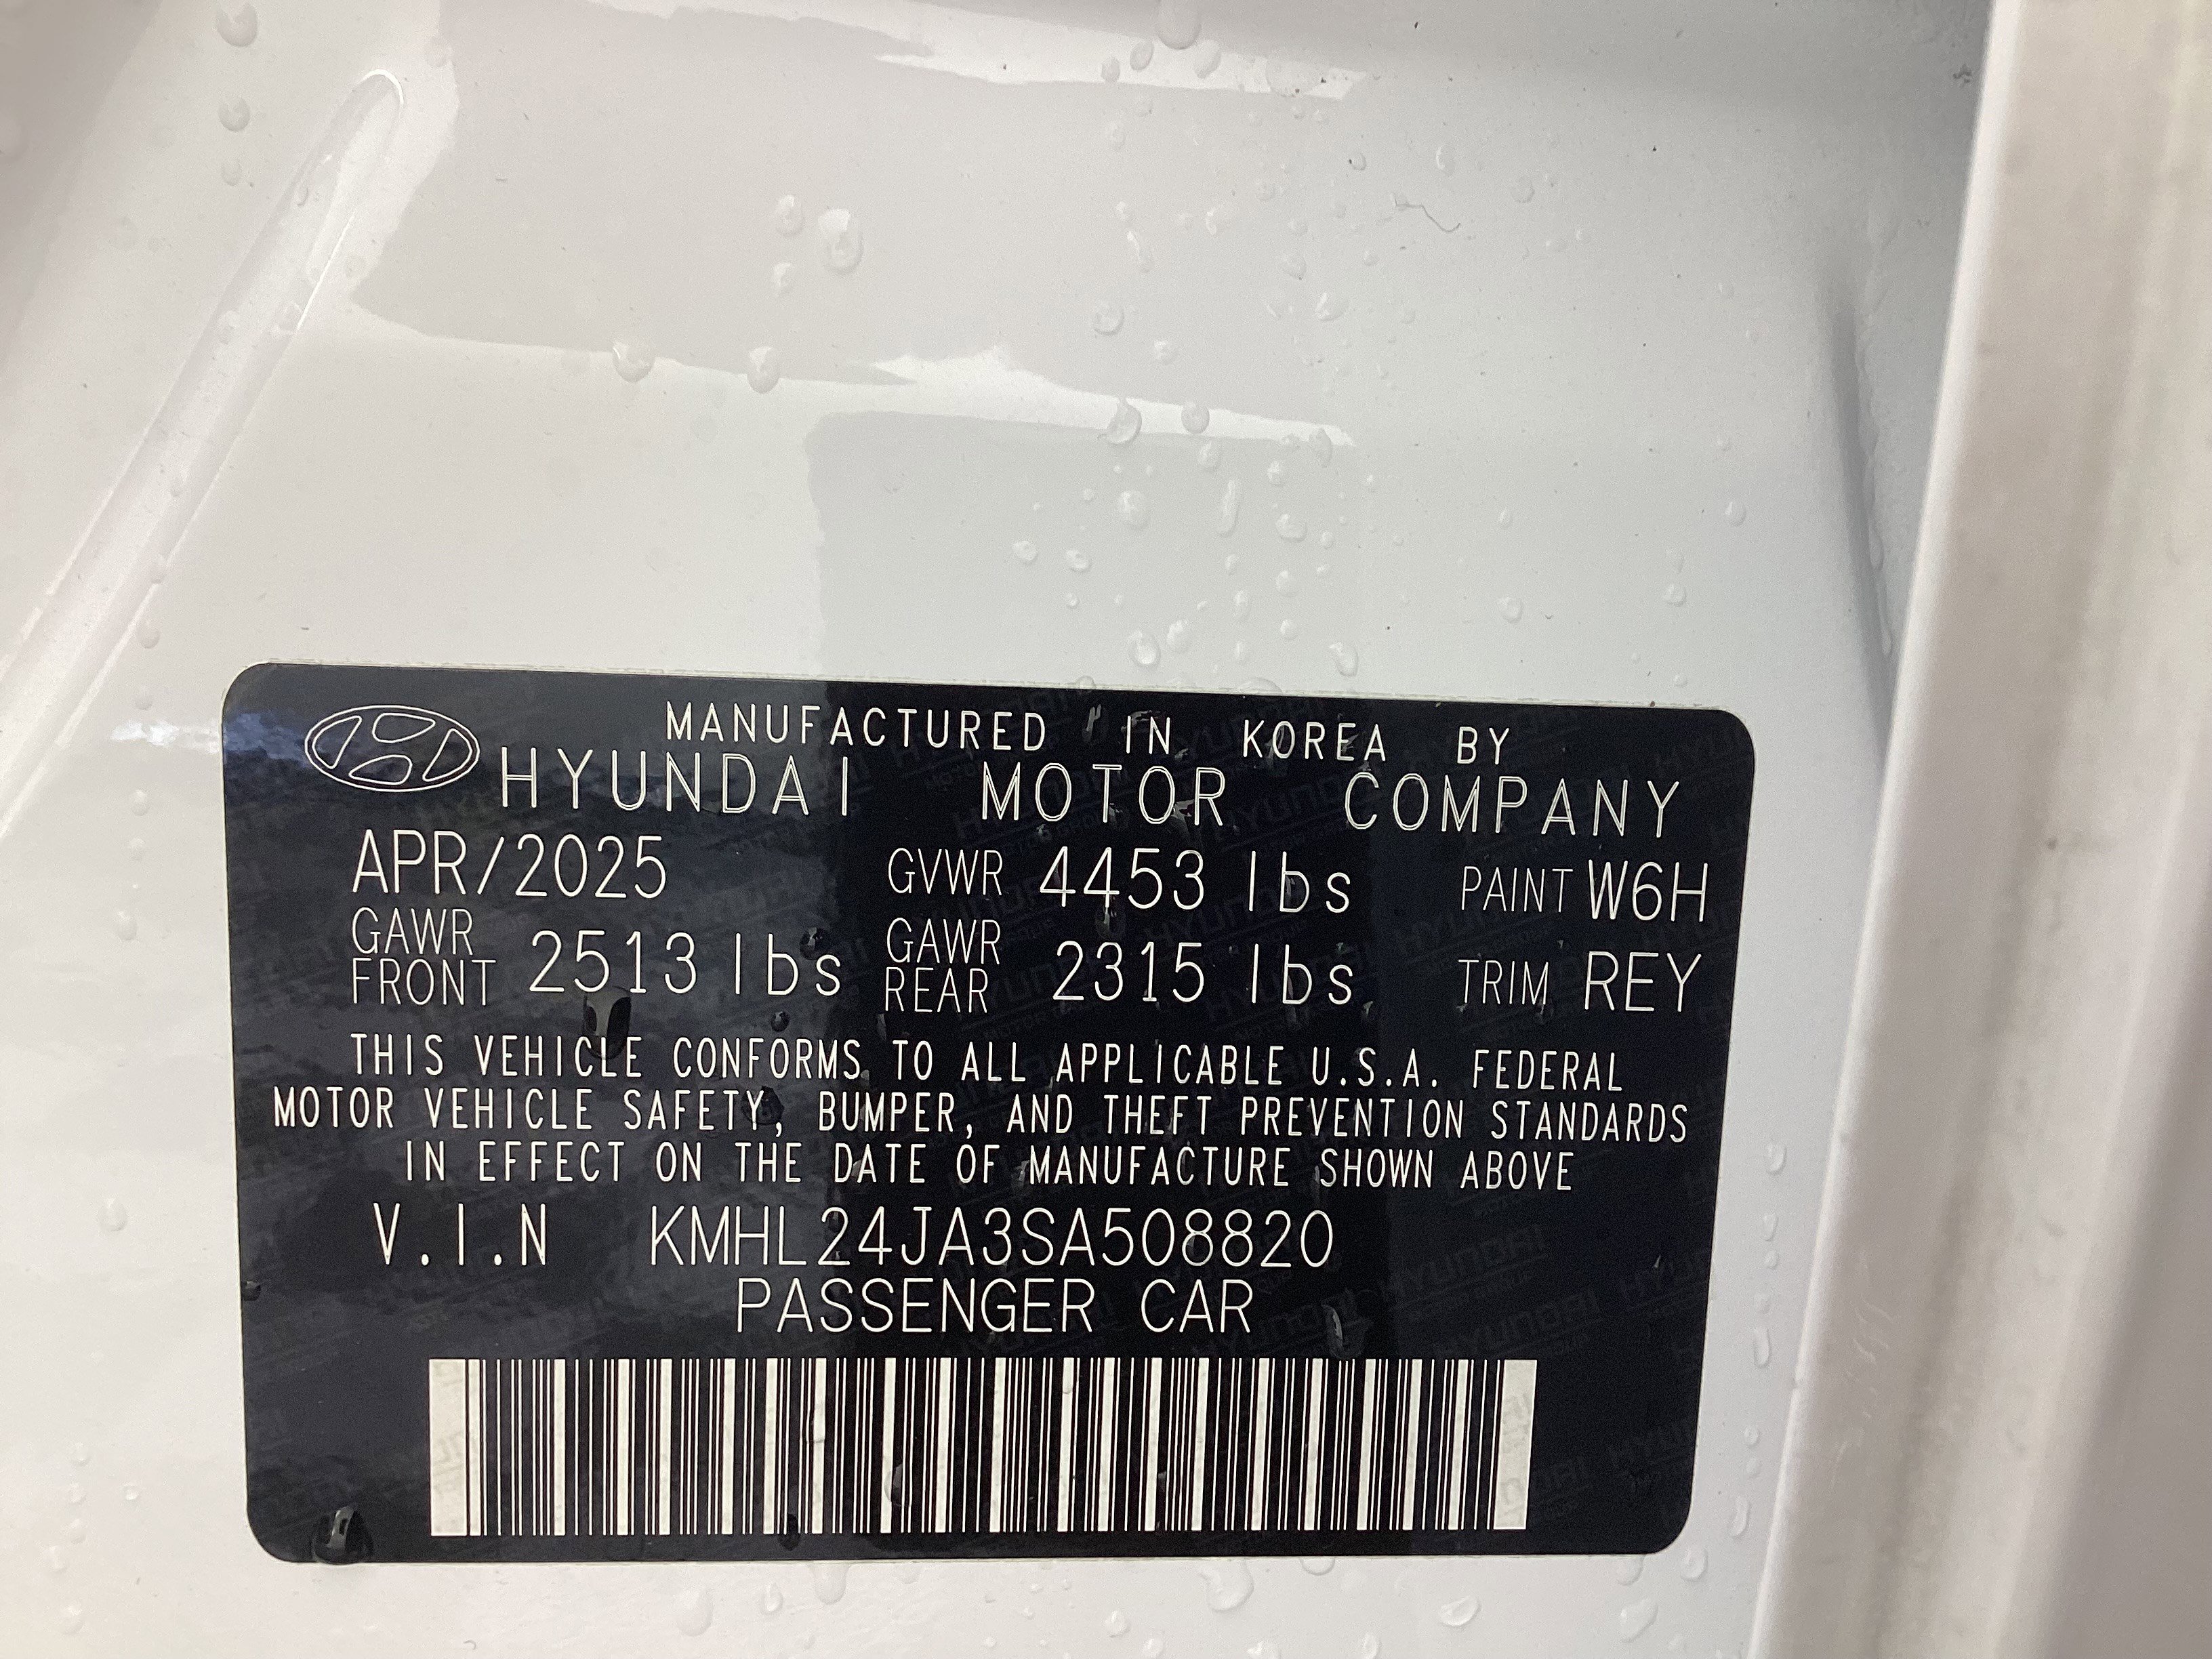 MANUFACTURED IN KOREA BY
HYUNDAI MOTOR COMPANY
APR/2025 GVWR 4453 lbs PAINT W6H
GAWR FRONT 2513 lbs GAWR REAR 2315 lbs TRIM REY
THIS VEHICLE CONFORMS TO ALL APPLICABLE U.S.A. FEDERAL
MOTOR VEHICLE SAFETY, BUMPER, AND THEFT PREVENTION STANDARDS
IN EFFECT ON THE DATE OF MANUFACTURE SHOWN ABOVE
V.I.N KMHL24JA3SA508820
PASSENGER CAR